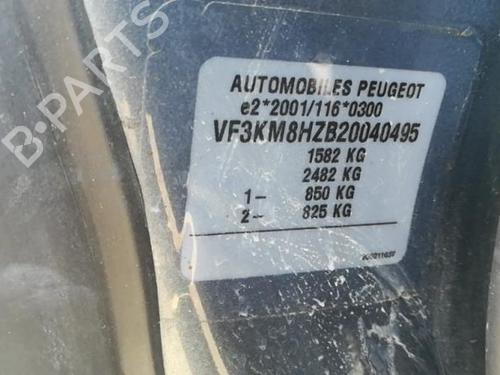 B-PARTS
AUTOMOBILES PEUGEOT
e2*2001/116*0300
VF3KM8HZB20040495
1582 KG
2482 KG
1- 850 KG
2- 825 KG